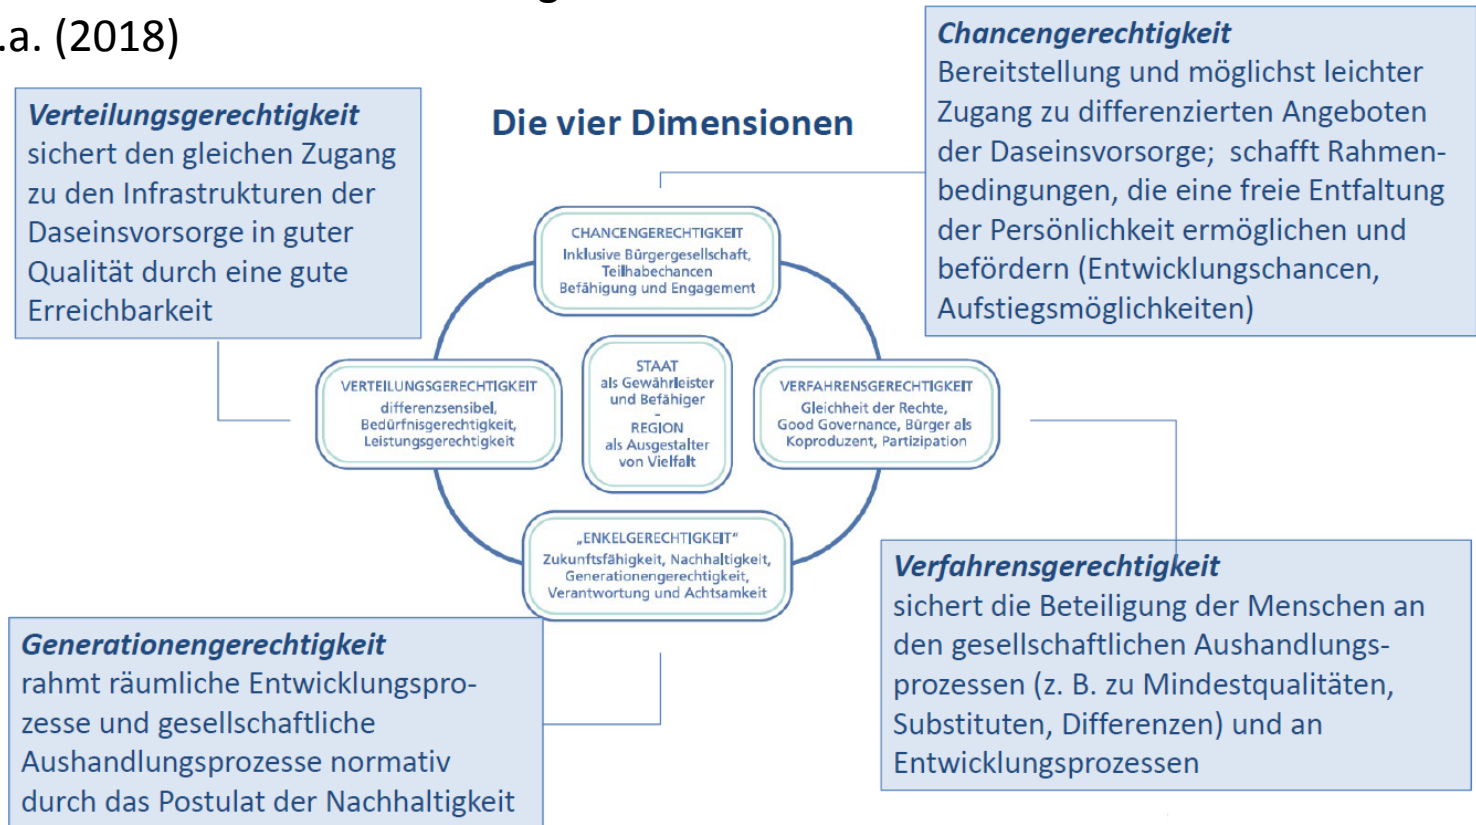 .a. (2018)
Verteilungsgerechtigkeit
sichert den gleichen Zugang
zu den Infrastrukturen der
Daseinsvorsorge in guter
Qualität durch eine gute
Erreichbarkeit
Die vier Dimensionen
Chancengerechtigkeit
Bereitstellung und möglichst leichter
Zugang zu differenzierten Angeboten
der Daseinsvorsorge; schafft Rahmen-
bedingungen, die eine freie Entfaltung
der Persönlichkeit ermöglichen und
befördern (Entwicklungschancen,
Aufstiegsmöglichkeiten)
CHANCENGERECHTIGKEIT
Inklusive Bürgergesellschaft,
Teilhabechancen
Befähigung und Engagement
VERTEILUNGSGERECHTIGKEIT
differenzsensibel,
Bedürfnisgerechtigkeit,
Leistungsgerechtigkeit
STAAT
als Gewährleister
und Befähiger
–
REGION
als Ausgestalter
von Vielfalt
VERFAHRENSGERECHTIGKEIT
Gleichheit der Rechte,
Good Governance, Bürger als
Koproduzent, Partizipation
„ENKELGERECHTIGKEIT“
Zukunftsfähigkeit, Nachhaltigkeit,
Generationengerechtigkeit,
Verantwortung und Achtsamkeit
Generationengerechtigkeit
rahmt räumliche Entwicklungspro-
zesse und gesellschaftliche
Aushandlungsprozesse normativ
durch das Postulat der Nachhaltigkeit
Verfahrensgerechtigkeit
sichert die Beteiligung der Menschen an
den gesellschaftlichen Aushandlungs-
prozessen (z. B. zu Mindestqualitäten,
Substituten, Differenzen) und an
Entwicklungsprozessen